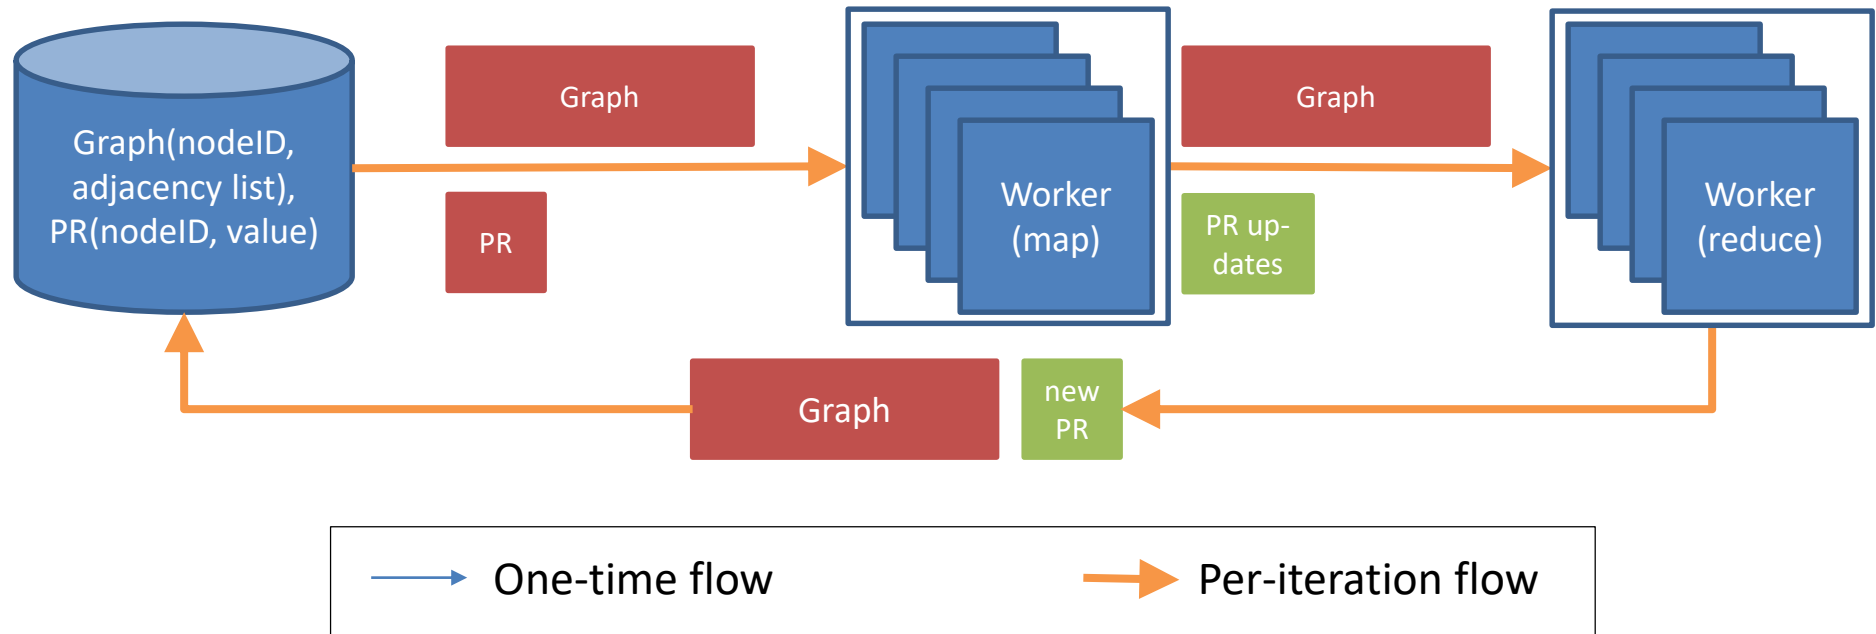 Graph(nodeID,
adjacency list),
PR(nodeID, value)
Graph
PR
Worker
(map)
Graph
PR up-
dates
Worker
(reduce)
Graph
new
PR
One-time flow
Per-iteration flow